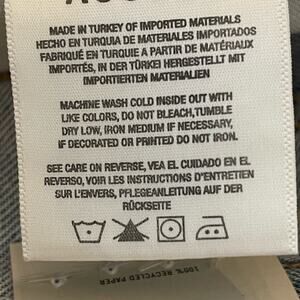 MADE IN TURKEY OF IMPORTED MATERIALS
HECHO EN TURQUIA DE MATERIALES IMPORTADOS
FABRIQUÉ EN TURQUIE A PARTIR DE MATÉRIAUX
IMPORTÉS, IN DER TÜRKEI HERGESTELLT MIT
IMPORTIERTEN MATERIALIEN
MACHINE WASH COLD INSIDE OUT WITH
LIKE COLORS, DO NOT BLEACH,TUMBLE
DRY LOW, IRON MEDIUM IF NECESSARY,
IF DECORATED OR PRINTED DO NOT IRON.
SEE CARE ON REVERSE, VEA EL CUIDADO EN EL
REVERSO, VOIR LES INSTRUCTIONS D'ENTRETIEN
SUR L'ENVERS, PFLEGEANLEITUNG AUF DER
RÜCKSEITE
100% RECYCLED PAPER